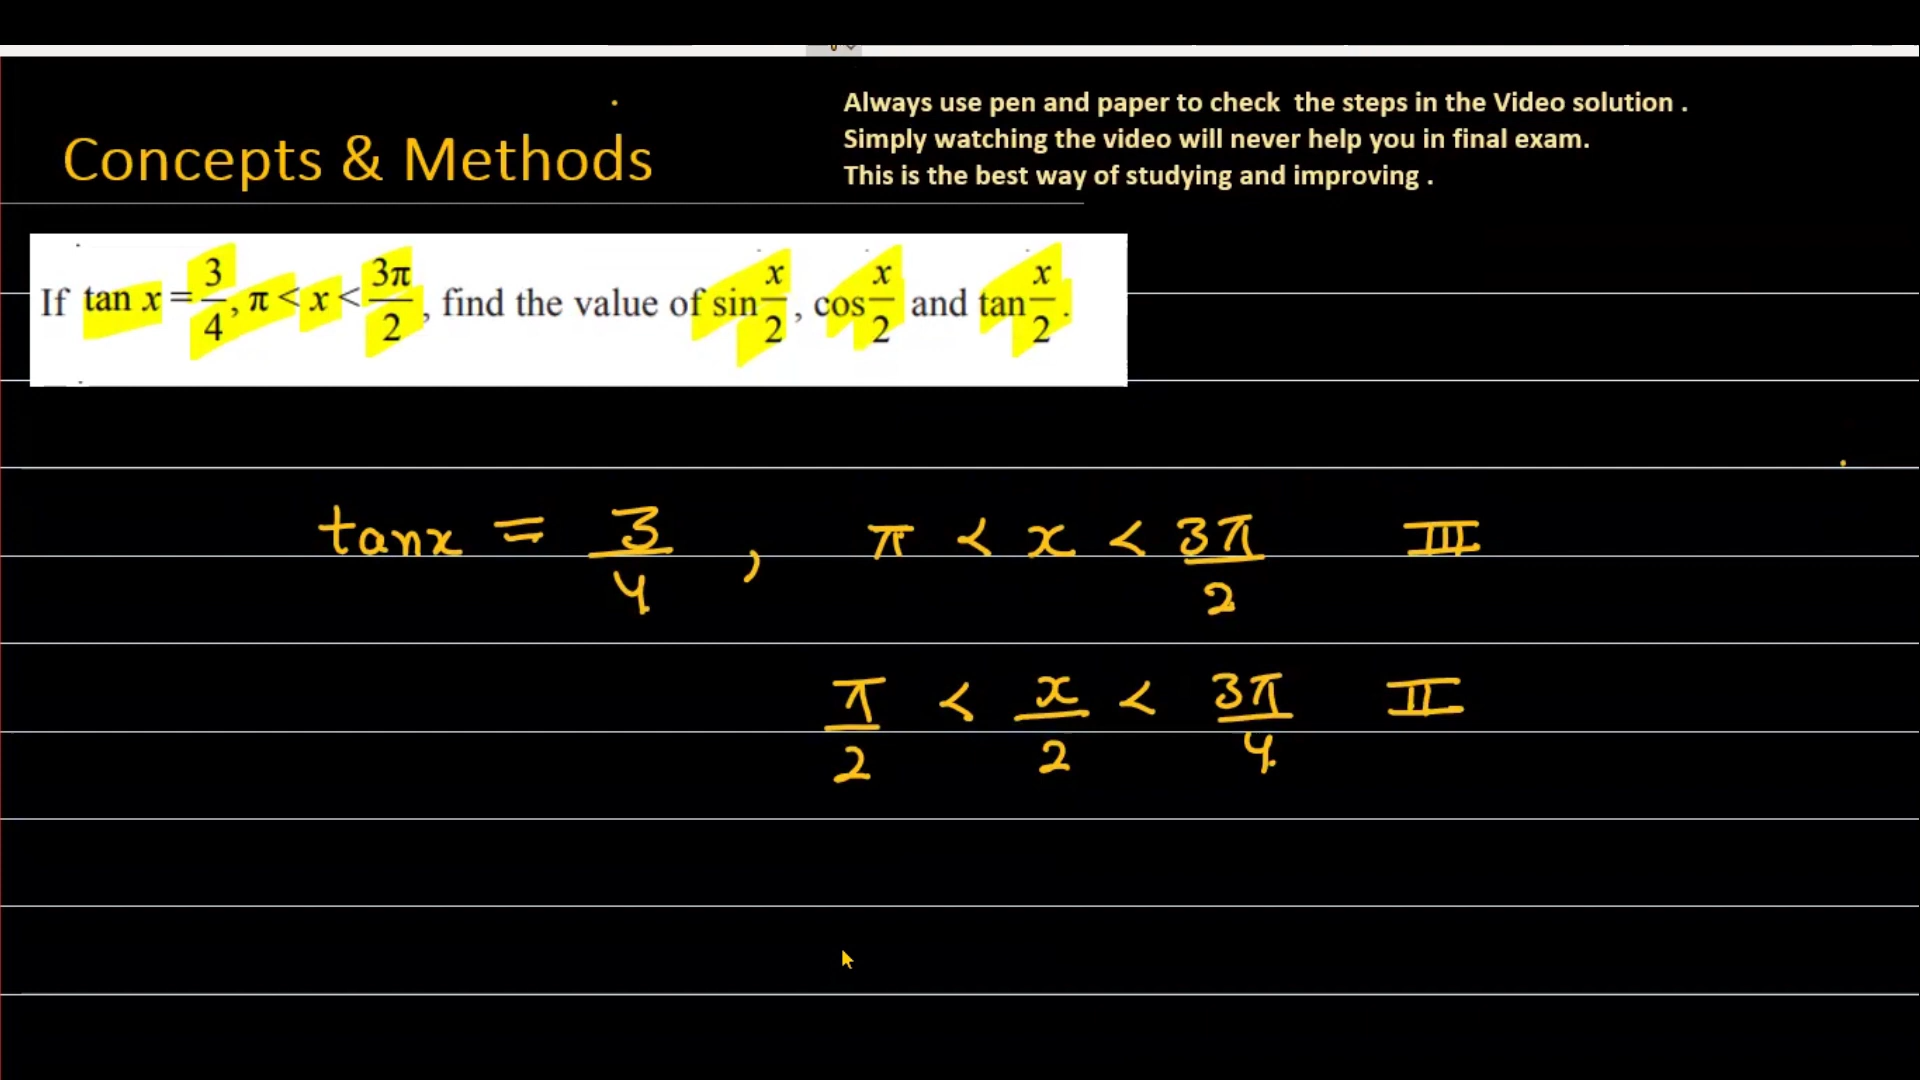 Always use pen and paper to check the steps in the Video solution .
Simply watching the video will never help you in final exam.
This is the best way of studying and improving .
Concepts & Methods
If tan x = 3/4, π < x < 3π/2, find the value of sin x/2, cos x/2 and tan x/2.
tanx = 3/4 , π < x < 3π/2 III
π/2 < x/2 < 3π/4 II